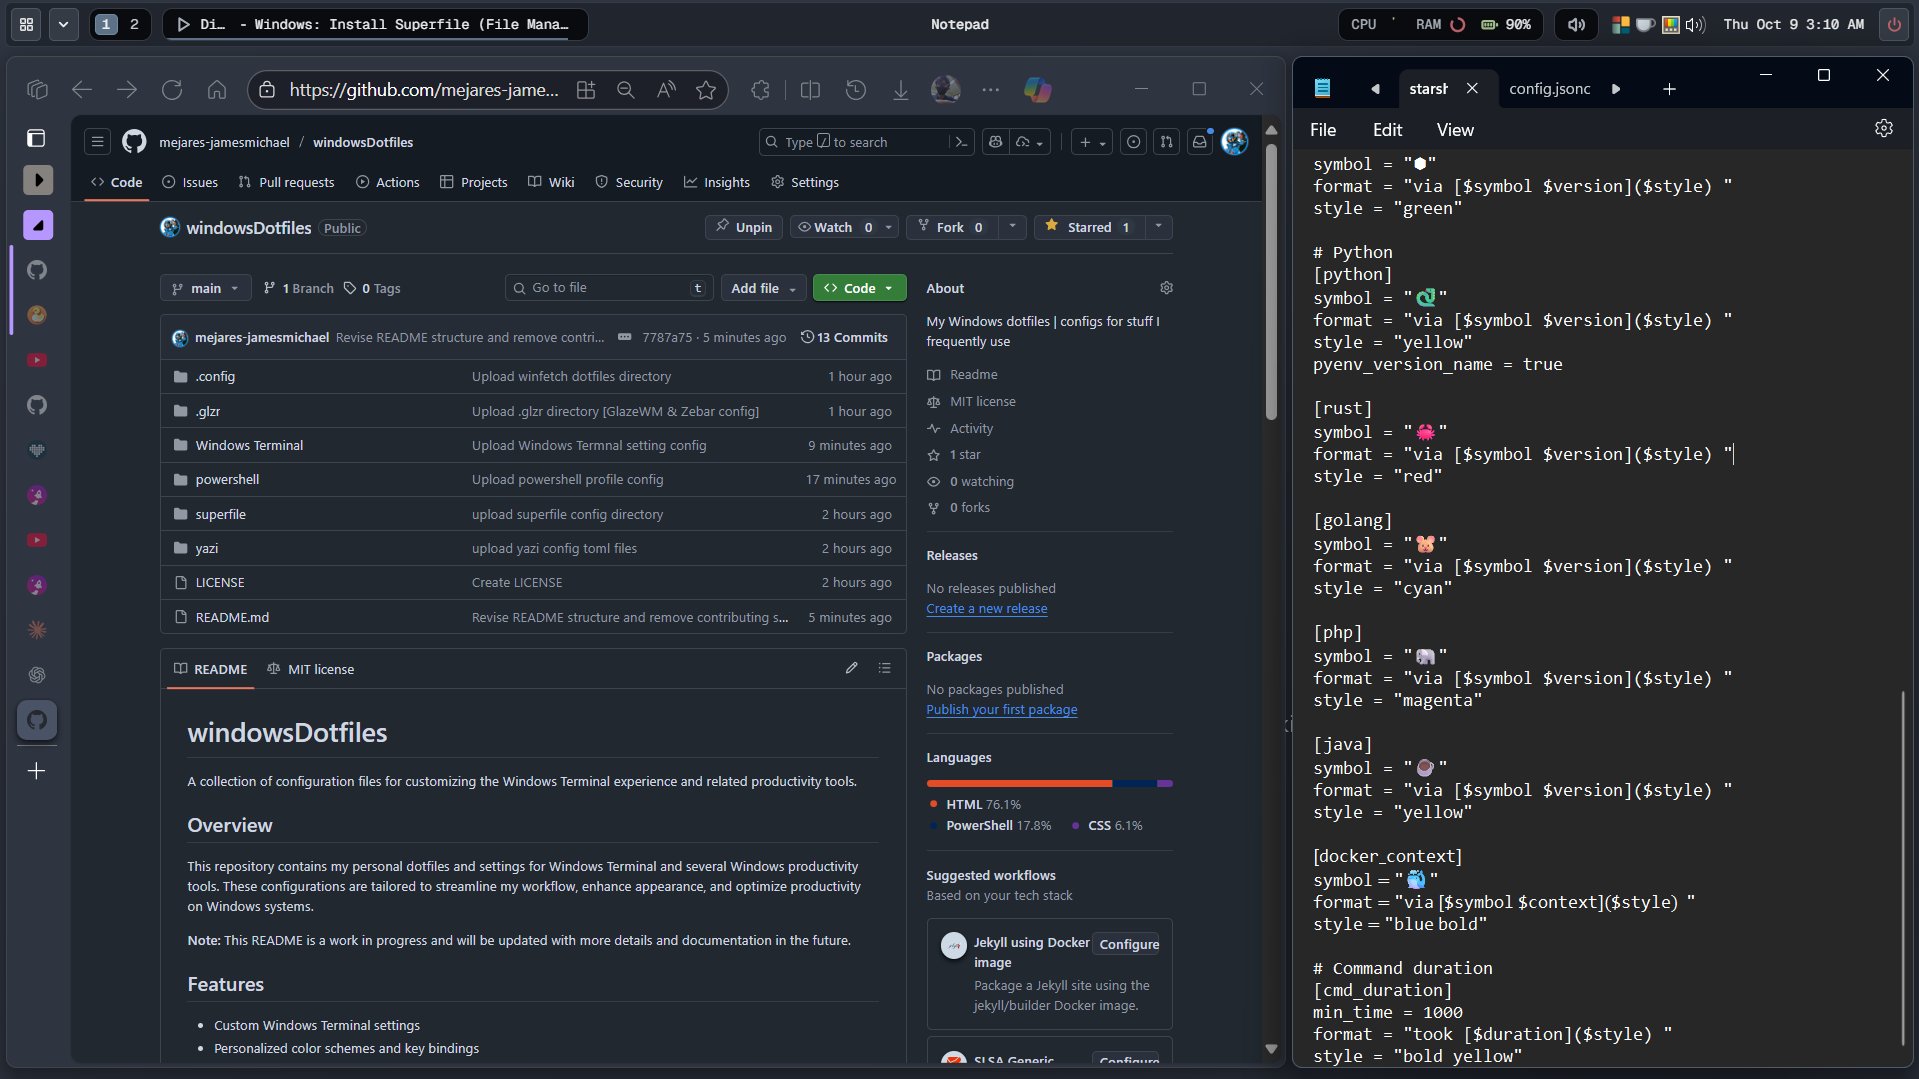 1 2
Di… - Windows: Install Superfile (File Mana…
Notepad
CPU RAM 90%
Thu Oct 9 3:10 AM
https://github.com/mejares-jame...
mejares-jamesmichael / windowsDotfiles
Type / to search
Code Issues Pull requests Actions Projects Wiki Security Insights Settings
windowsDotfiles Public
Unpin Watch 0 Fork 0 Starred 1
main 1 Branch 0 Tags
Go to file t Add file Code
mejares-jamesmichael Revise README structure and remove contri... 7787a75 · 5 minutes ago 13 Commits
.config Upload winfetch dotfiles directory 1 hour ago
.glzr Upload .glzr directory [GlazeWM & Zebar config] 1 hour ago
Windows Terminal Upload Windows Termnal setting config 9 minutes ago
powershell Upload powershell profile config 17 minutes ago
superfile upload superfile config directory 2 hours ago
yazi upload yazi config toml files 2 hours ago
LICENSE Create LICENSE 2 hours ago
README.md Revise README structure and remove contributing s... 5 minutes ago
README MIT license
windowsDotfiles
A collection of configuration files for customizing the Windows Terminal experience and related productivity tools.
Overview
This repository contains my personal dotfiles and settings for Windows Terminal and several Windows productivity
tools. These configurations are tailored to streamline my workflow, enhance appearance, and optimize productivity
on Windows systems.
Note: This README is a work in progress and will be updated with more details and documentation in the future.
Features
• Custom Windows Terminal settings
• Personalized color schemes and key bindings
About
My Windows dotfiles | configs for stuff I
frequently use
Readme
MIT license
Activity
1 star
0 watching
0 forks
Releases
No releases published
Create a new release
Packages
No packages published
Publish your first package
Languages
HTML 76.1%
PowerShell 17.8% CSS 6.1%
Suggested workflows
Based on your tech stack
Jekyll using Docker
image
Configure
Package a Jekyll site using the
jekyll/builder Docker image.
SLSA Generic
Configure
starsh config.jsonc
File Edit View
symbol = "⬢"
format = "via [$symbol $version]($style) "
style = "green"
# Python
[python]
symbol = "🐍"
format = "via [$symbol $version]($style) "
style = "yellow"
pyenv_version_name = true
[rust]
symbol = "🦀"
format = "via [$symbol $version]($style) "
style = "red"
[golang]
symbol = "🐹"
format = "via [$symbol $version]($style) "
style = "cyan"
[php]
symbol = "🐘"
format = "via [$symbol $version]($style) "
style = "magenta"
[java]
symbol = "☕"
format = "via [$symbol $version]($style) "
style = "yellow"
[docker_context]
symbol = "🐳"
format = "via [$symbol $context]($style) "
style = "blue bold"
# Command duration
[cmd_duration]
min_time = 1000
format = "took [$duration]($style) "
style = "bold yellow"